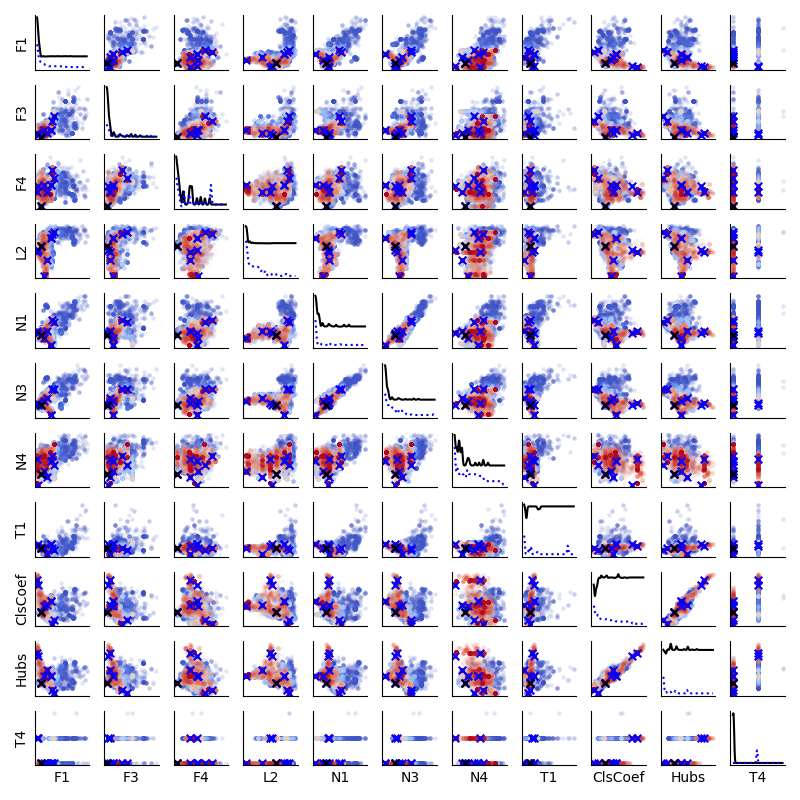 F1
F3
F4
L2
N1
N3
N4
T1
ClsCoef
Hubs
T4
F1 F3 F4 L2 N1 N3 N4 T1 ClsCoef Hubs T4